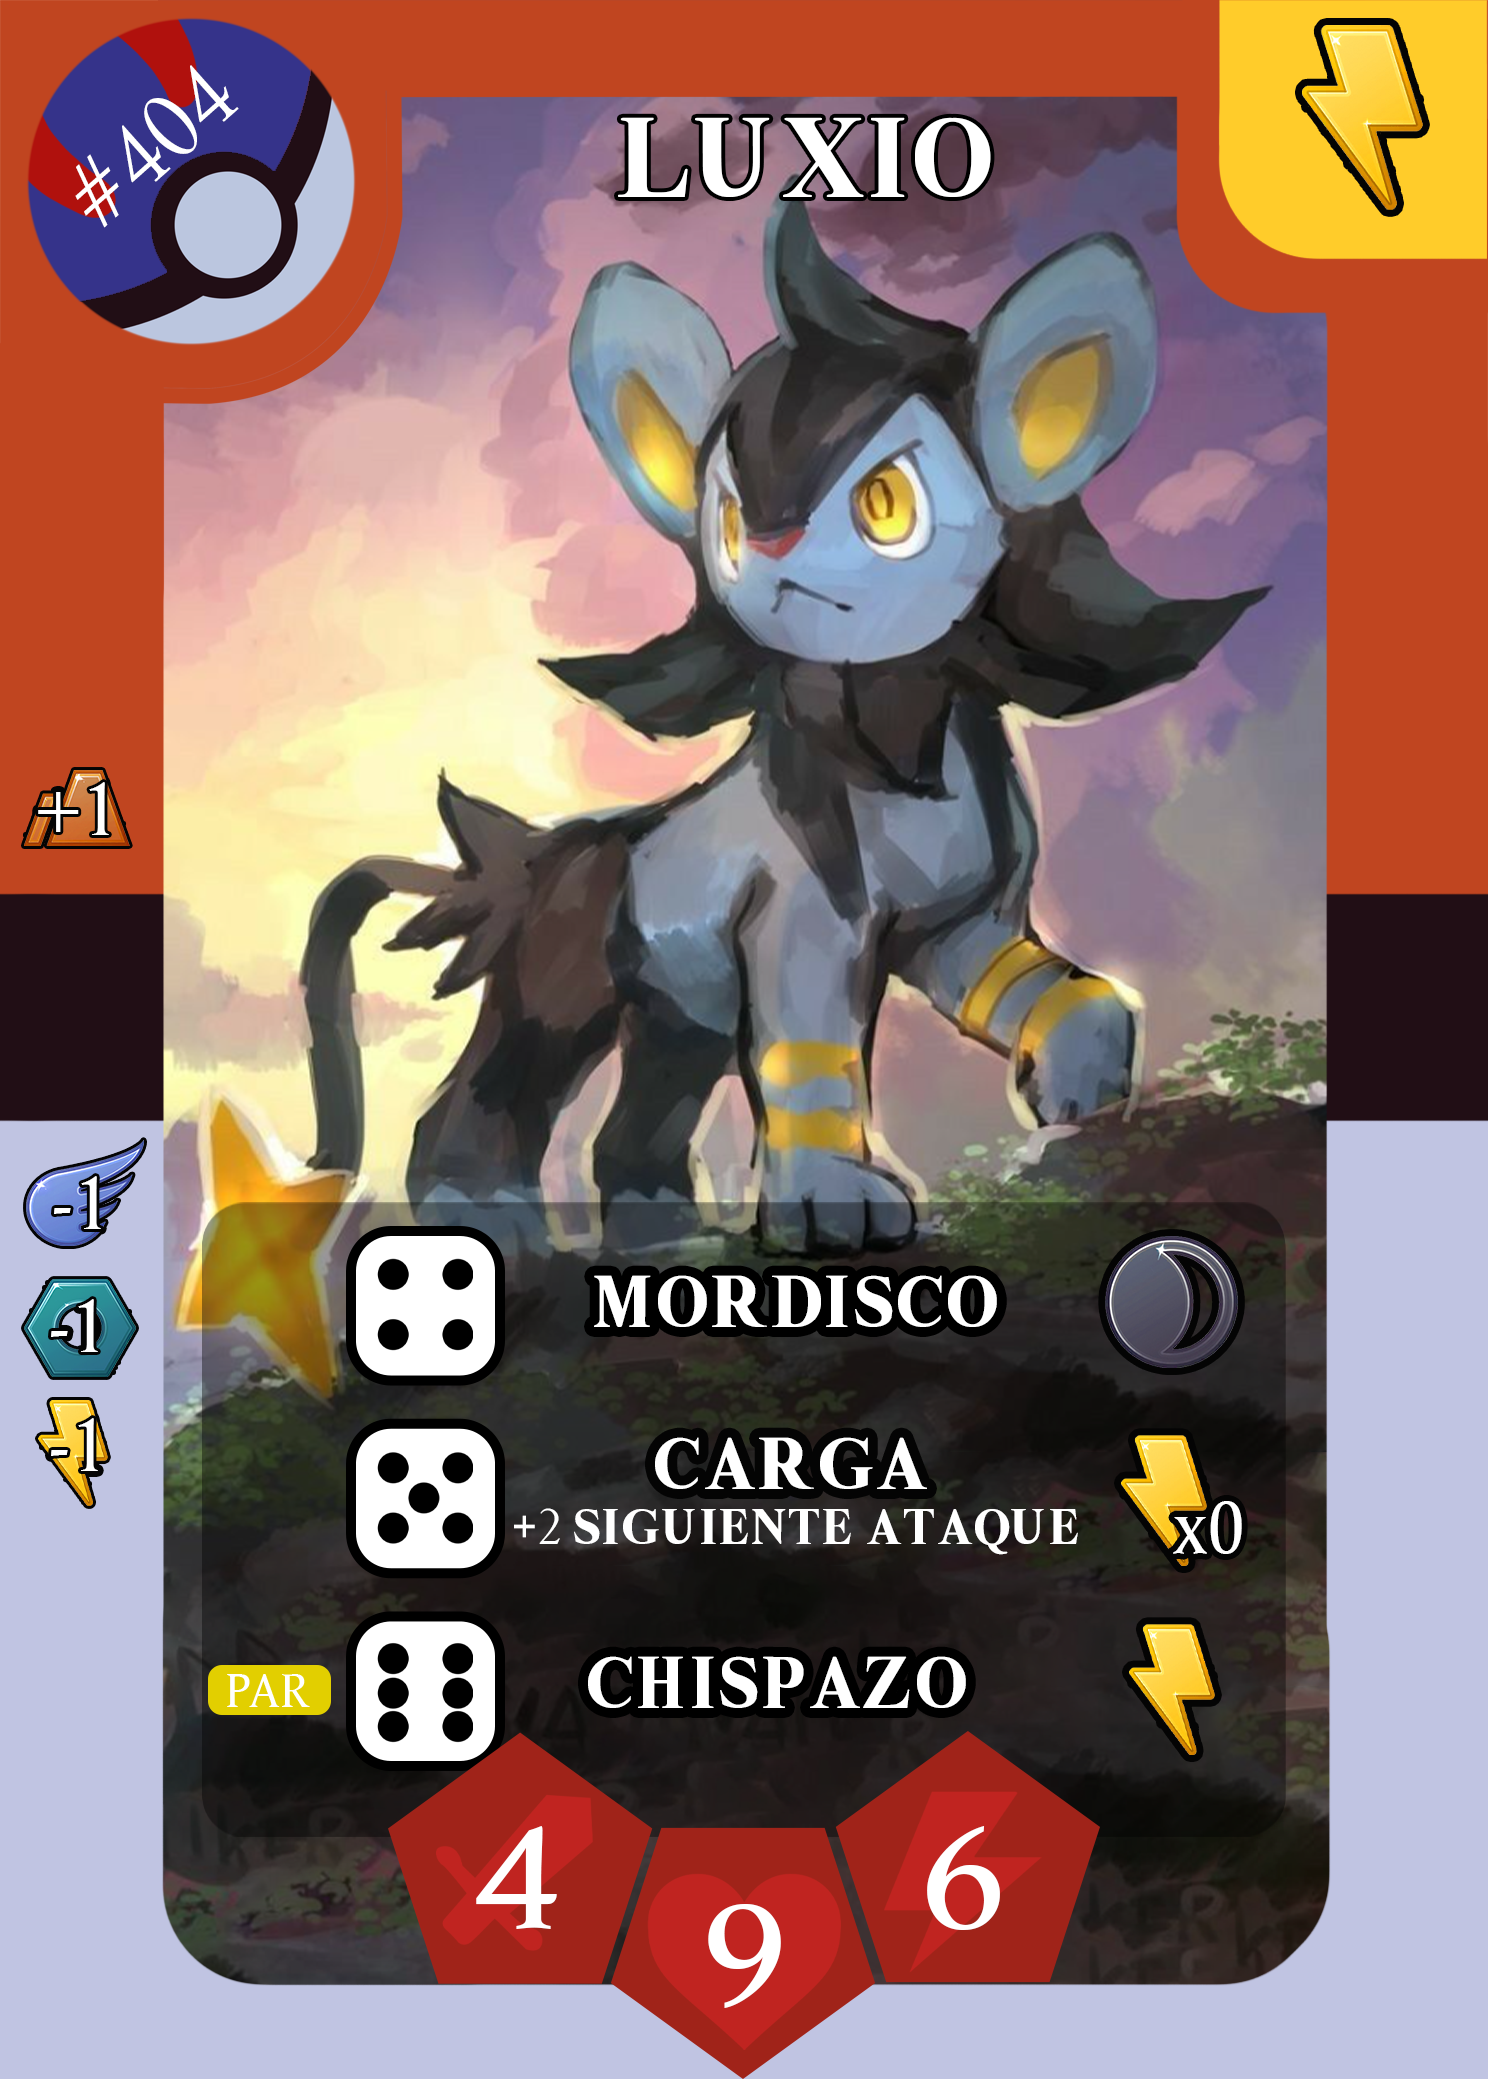 #404
LUXIO
+1
-1
-1
-1
MORDISCO
CARGA
+2 SIGUIENTE ATAQUE
x0
PAR
CHISPAZO
4
9
6